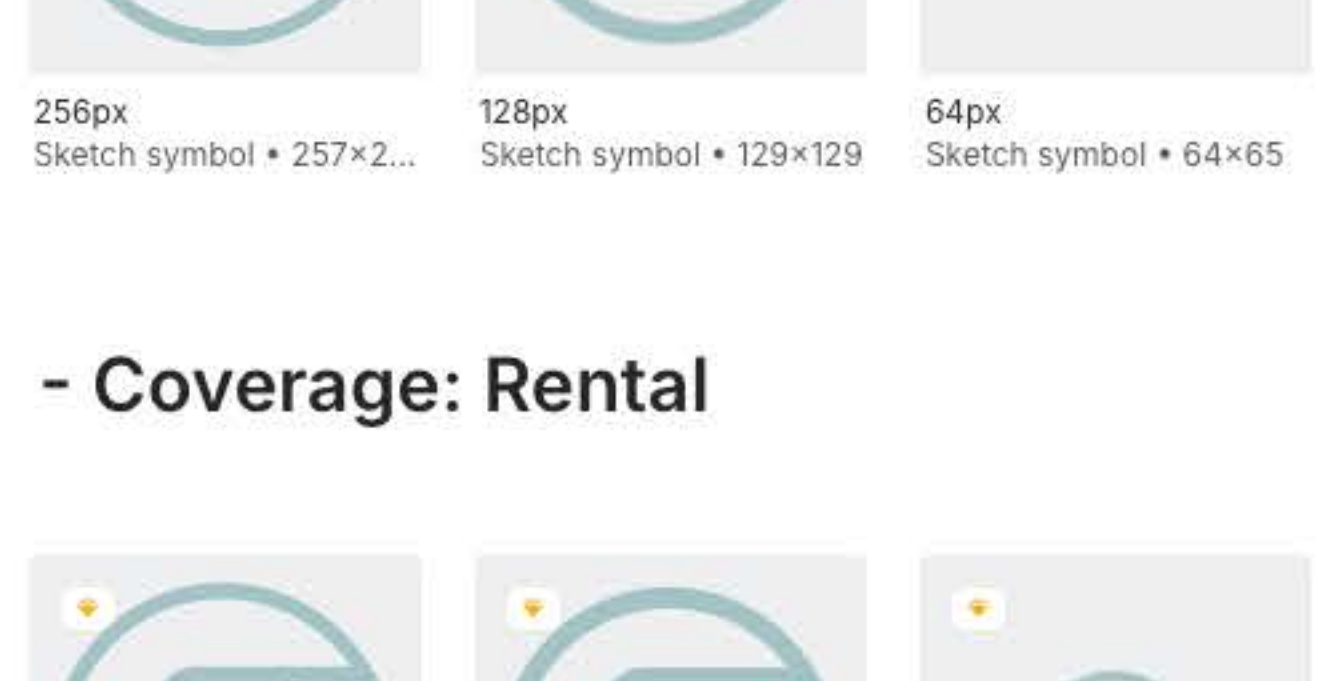 256px
Sketch symbol • 257×2...
128px
Sketch symbol • 129×129
64px
Sketch symbol • 64×65
- Coverage: Rental